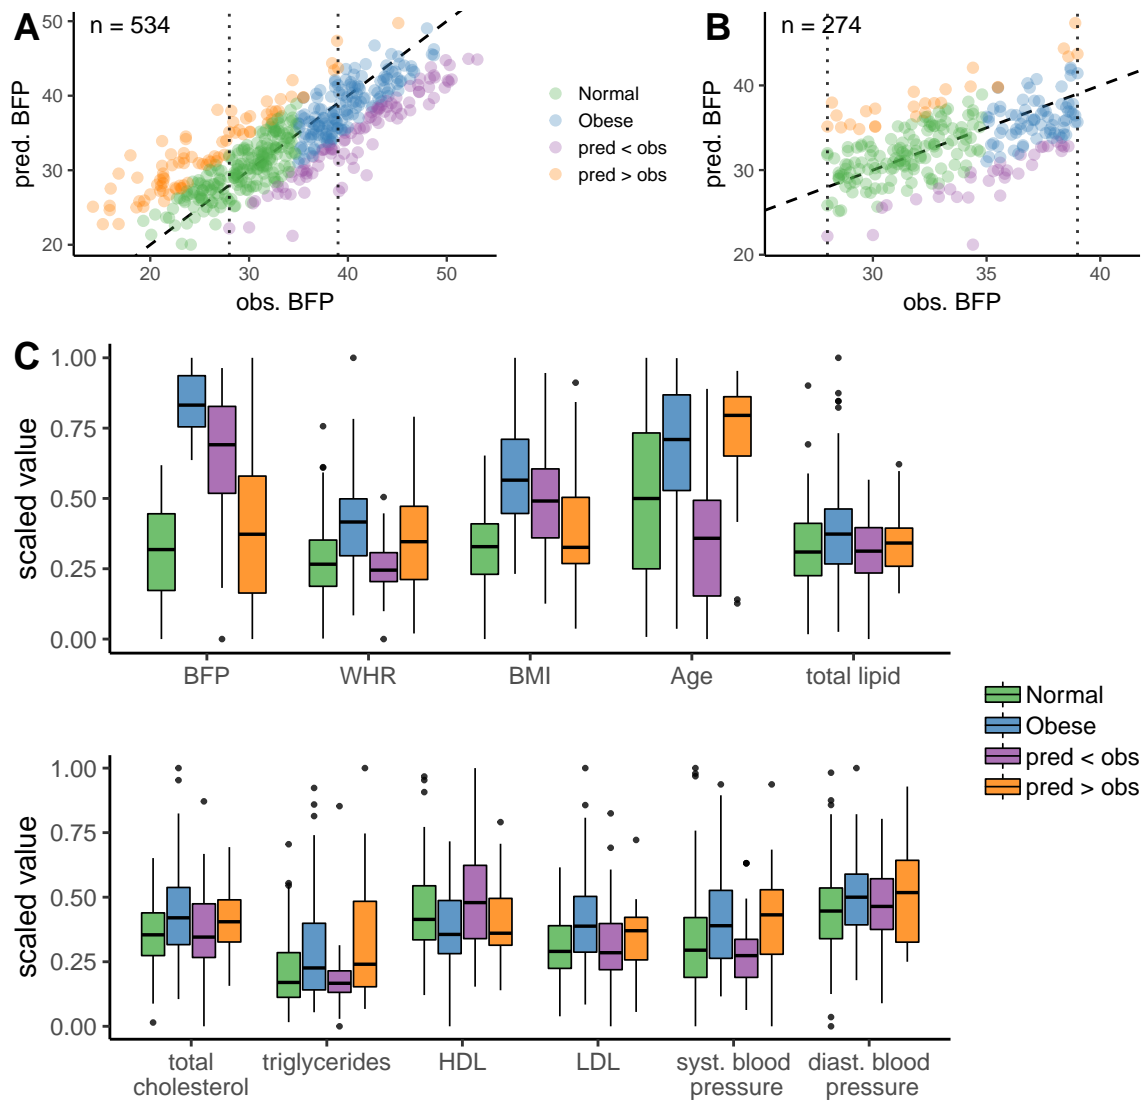 A
n = 534
50
40
30
20
pred. BFP
20
30
40
50
obs. BFP
Normal
Obese
pred < obs
pred > obs
B
n = 274
40
30
20
pred. BFP
30
35
40
obs. BFP
C
1.00
0.75
0.50
0.25
0.00
scaled value
BFP
WHR
BMI
Age
total lipid
1.00
0.75
0.50
0.25
0.00
scaled value
total
cholesterol
triglycerides
HDL
LDL
syst. blood
pressure
diast. blood
pressure
Normal
Obese
pred < obs
pred > obs